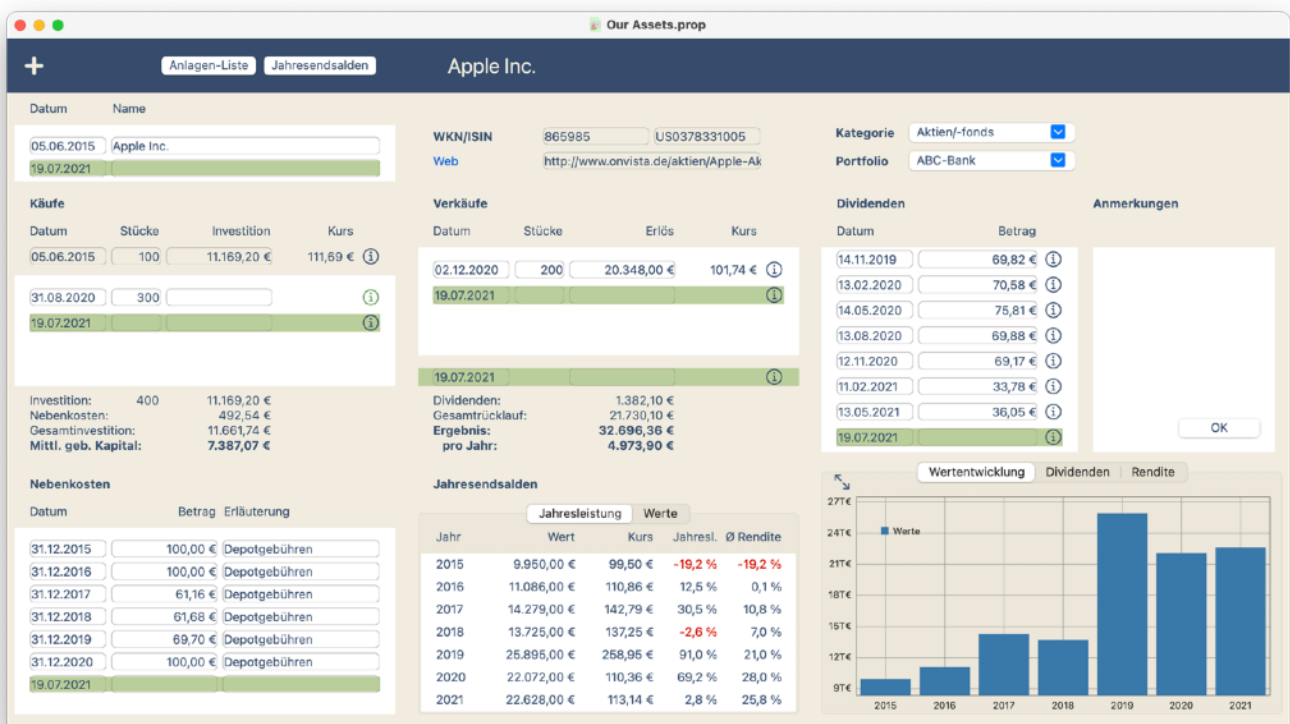 Our Assets.prop
+ Anlagen-Liste Jahresendsalden Apple Inc.
Datum Name
05.06.2015 Apple Inc.
19.07.2021
WKN/ISIN 865985 US0378331005
Web http://www.onvista.de/aktien/Apple-Ak
Kategorie Aktien/-fonds
Portfolio ABC-Bank
Käufe
Datum Stücke Investition Kurs
05.06.2015 100 11.169,20 € 111,69 €
31.08.2020 300
19.07.2021
Investition: 400 11.169,20 €
Nebenkosten: 492,54 €
Gesamtinvestition: 11.661,74 €
Mittl. geb. Kapital: 7.387,07 €
Verkäufe
Datum Stücke Erlös Kurs
02.12.2020 200 20.348,00 € 101,74 €
19.07.2021
19.07.2021
Dividenden: 1.382,10 €
Gesamtrücklauf: 21.730,10 €
Ergebnis: 32.696,36 €
pro Jahr: 4.973,90 €
Dividenden
Datum Betrag
14.11.2019 69,82 €
13.02.2020 70,58 €
14.05.2020 75,81 €
13.08.2020 69,88 €
12.11.2020 69,17 €
11.02.2021 33,78 €
13.05.2021 36,05 €
19.07.2021
Anmerkungen
OK
Nebenkosten
Datum Betrag Erläuterung
31.12.2015 100,00 € Depotgebühren
31.12.2016 100,00 € Depotgebühren
31.12.2017 61,16 € Depotgebühren
31.12.2018 61,68 € Depotgebühren
31.12.2019 69,70 € Depotgebühren
31.12.2020 100,00 € Depotgebühren
19.07.2021
Jahresendsalden
Jahresleistung Werte
Jahr Wert Kurs Jahresl. Ø Rendite
2015 9.950,00 € 99,50 € -19,2 % -19,2 %
2016 11.086,00 € 110,86 € 12,5 % 0,1 %
2017 14.279,00 € 142,79 € 30,5 % 10,8 %
2018 13.725,00 € 137,25 € -2,6 % 7,0 %
2019 25.895,00 € 258,95 € 91,0 % 21,0 %
2020 22.072,00 € 110,36 € 69,2 % 28,0 %
2021 22.628,00 € 113,14 € 2,8 % 25,8 %
Wertentwicklung Dividenden Rendite
27T€
24T€
21T€
18T€
15T€
12T€
9T€
Werte
2015 2016 2017 2018 2019 2020 2021